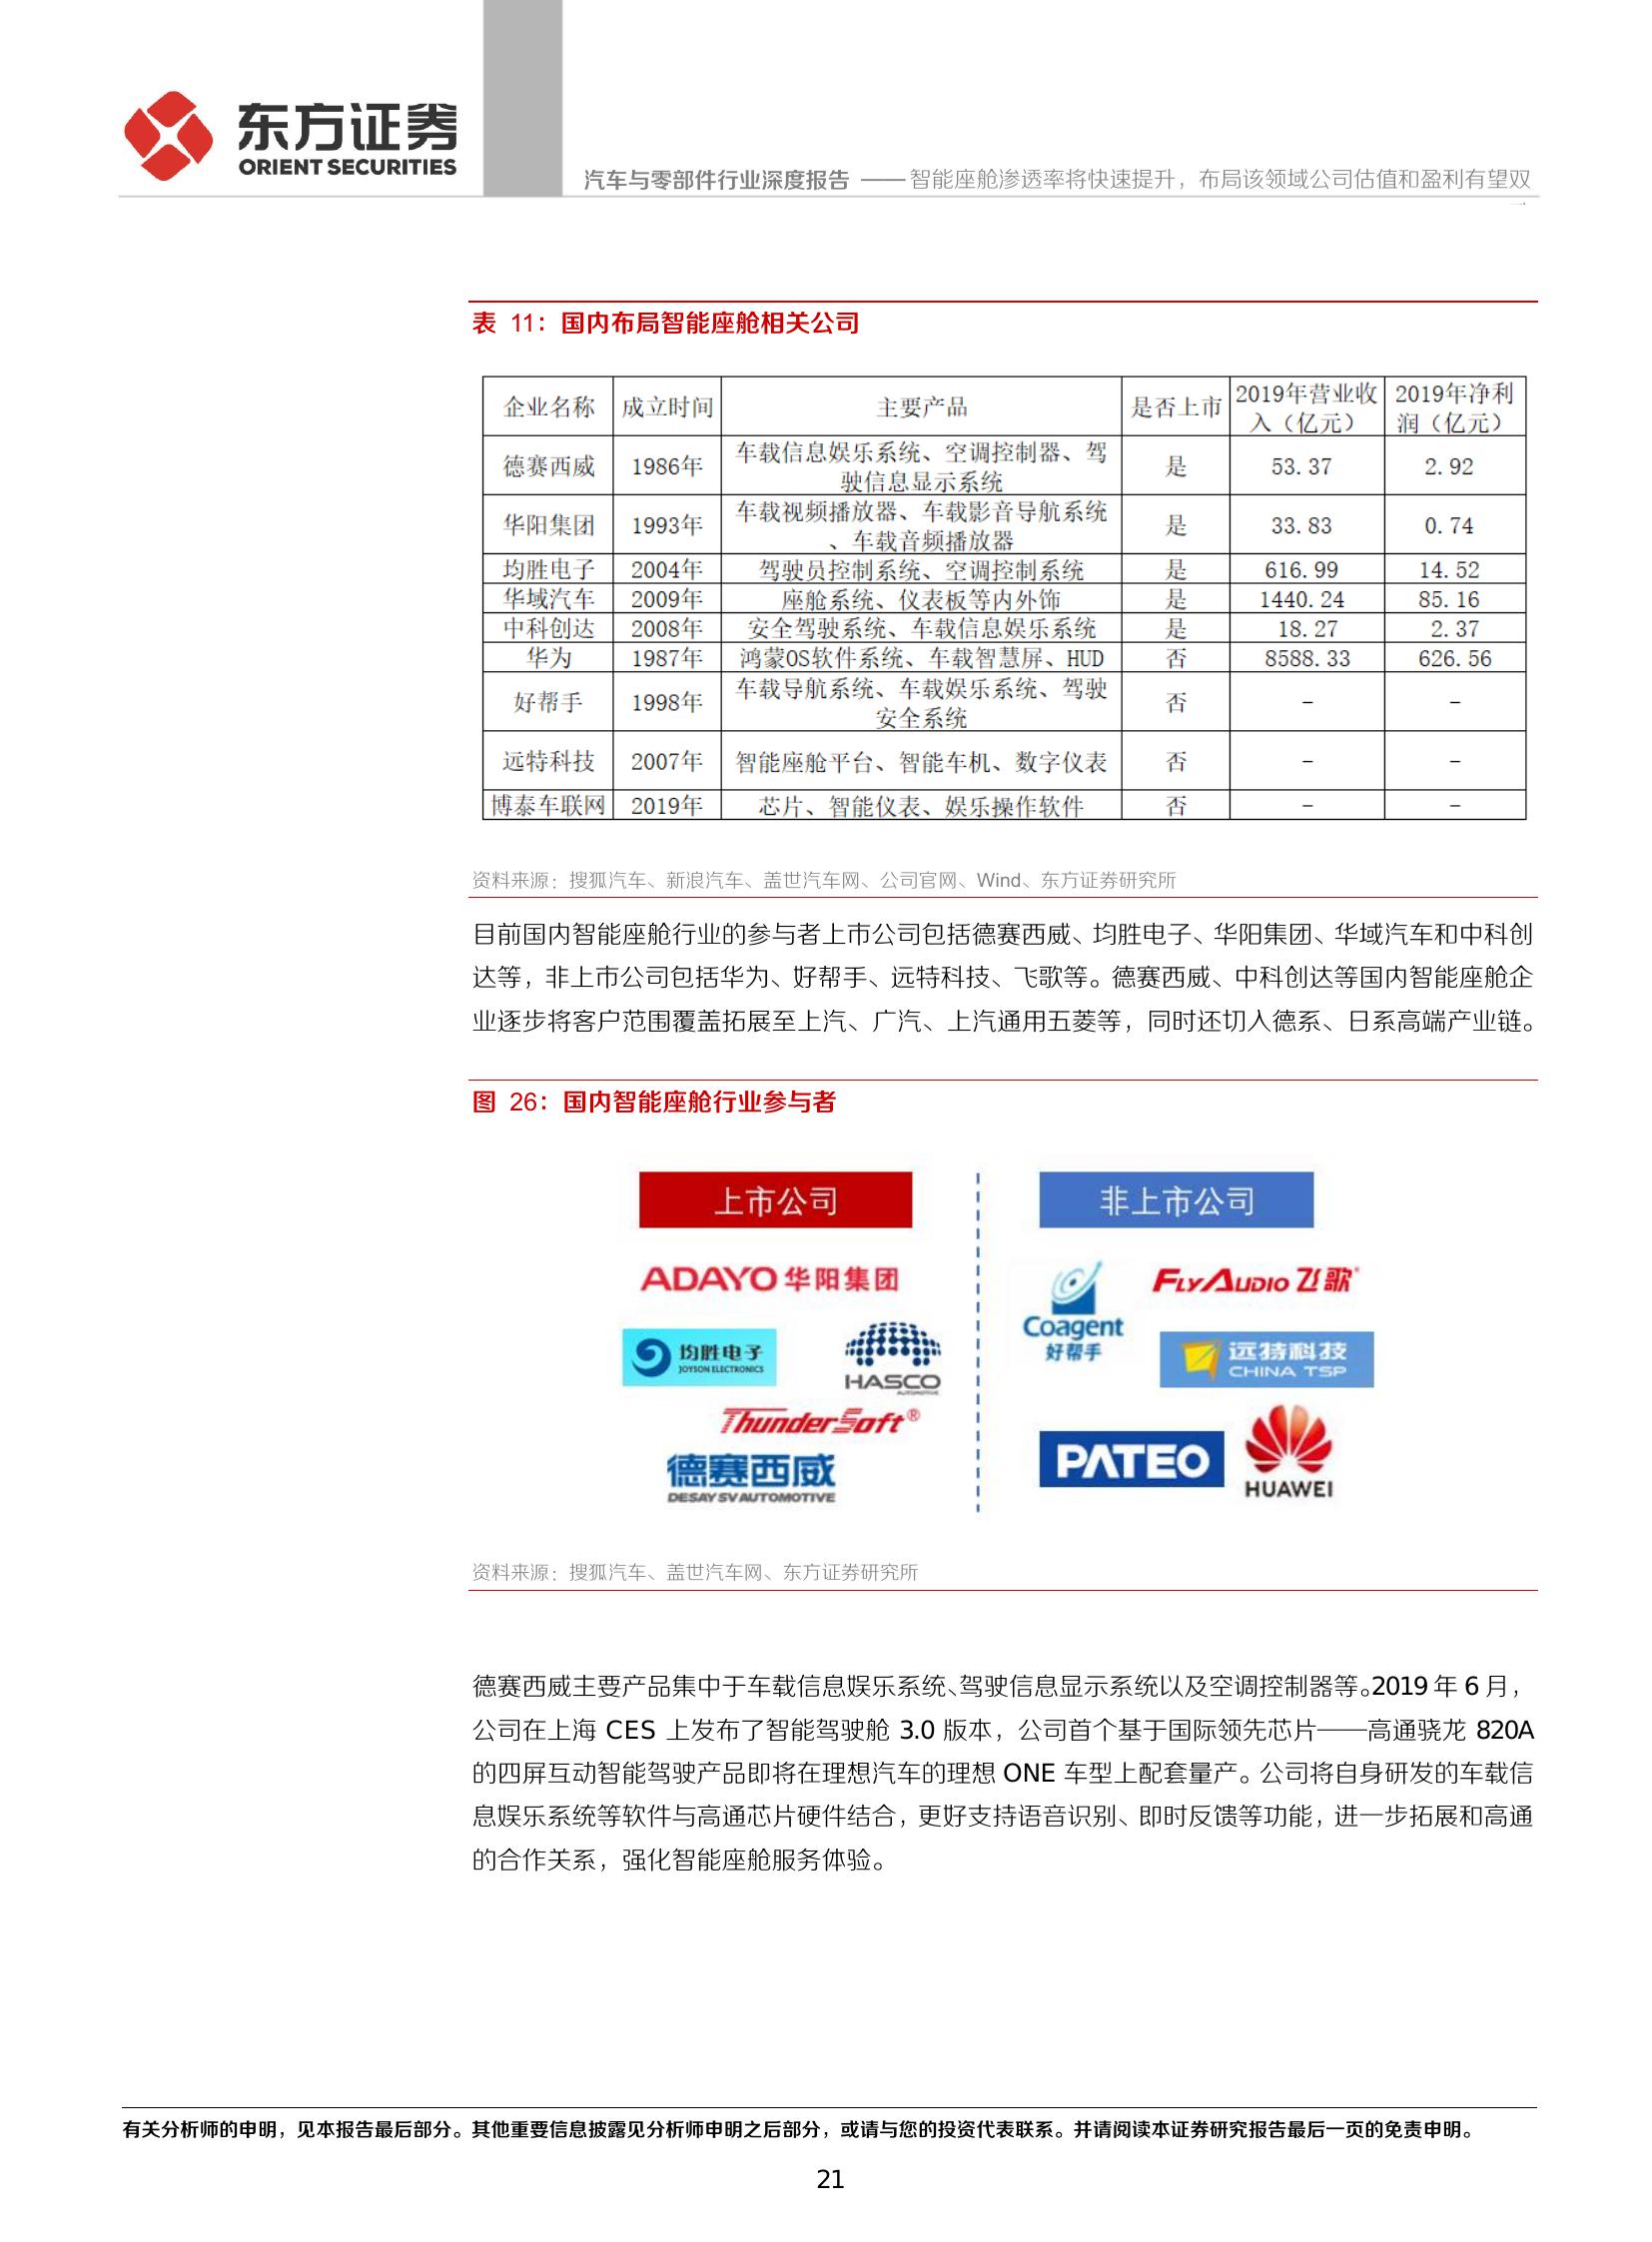 东方证券
ORIENT SECURITIES
汽车与零部件行业深度报告 —— 智能座舱渗透率将快速提升，布局该领域公司估值和盈利有望双
表 11：国内布局智能座舱相关公司
企业名称 成立时间 主要产品 是否上市 2019年营业收入（亿元） 2019年净利润（亿元）
德赛西威 1986年 车载信息娱乐系统、空调控制器、驾驶信息显示系统 是 53.37 2.92
华阳集团 1993年 车载视频播放器、车载影音导航系统、车载音频播放器 是 33.83 0.74
均胜电子 2004年 驾驶员控制系统、空调控制系统 是 616.99 14.52
华域汽车 2009年 座舱系统、仪表板等内外饰 是 1440.24 85.16
中科创达 2008年 安全驾驶系统、车载信息娱乐系统 是 18.27 2.37
华为 1987年 鸿蒙OS软件系统、车载智慧屏、HUD 否 8588.33 626.56
好帮手 1998年 车载导航系统、车载娱乐系统、驾驶安全系统 否 - -
远特科技 2007年 智能座舱平台、智能车机、数字仪表 否 - -
博泰车联网 2019年 芯片、智能仪表、娱乐操作软件 否 - -
资料来源：搜狐汽车、新浪汽车、盖世汽车网、公司官网、Wind、东方证券研究所
目前国内智能座舱行业的参与者上市公司包括德赛西威、均胜电子、华阳集团、华域汽车和中科创
达等，非上市公司包括华为、好帮手、远特科技、飞歌等。德赛西威、中科创达等国内智能座舱企
业逐步将客户范围覆盖拓展至上汽、广汽、上汽通用五菱等，同时还切入德系、日系高端产业链。
图 26：国内智能座舱行业参与者
上市公司
ADAYO 华阳集团
均胜电子
JOYSON ELECTRONICS
HASCO
AUTOMOTIVE
ThunderSoft®
德赛西威
DESAY SV AUTOMOTIVE
非上市公司
Coagent
好帮手
FLYAUDIO 飞歌
远特科技
CHINA TSP
PATEO
HUAWEI
资料来源：搜狐汽车、盖世汽车网、东方证券研究所
德赛西威主要产品集中于车载信息娱乐系统、驾驶信息显示系统以及空调控制器等。2019 年 6 月，
公司在上海 CES 上发布了智能驾驶舱 3.0 版本，公司首个基于国际领先芯片——高通骁龙 820A
的四屏互动智能驾驶产品即将在理想汽车的理想 ONE 车型上配套量产。公司将自身研发的车载信
息娱乐系统等软件与高通芯片硬件结合，更好支持语音识别、即时反馈等功能，进一步拓展和高通
的合作关系，强化智能座舱服务体验。
有关分析师的申明，见本报告最后部分。其他重要信息披露见分析师申明之后部分，或请与您的投资代表联系。并请阅读本证券研究报告最后一页的免责申明。
21